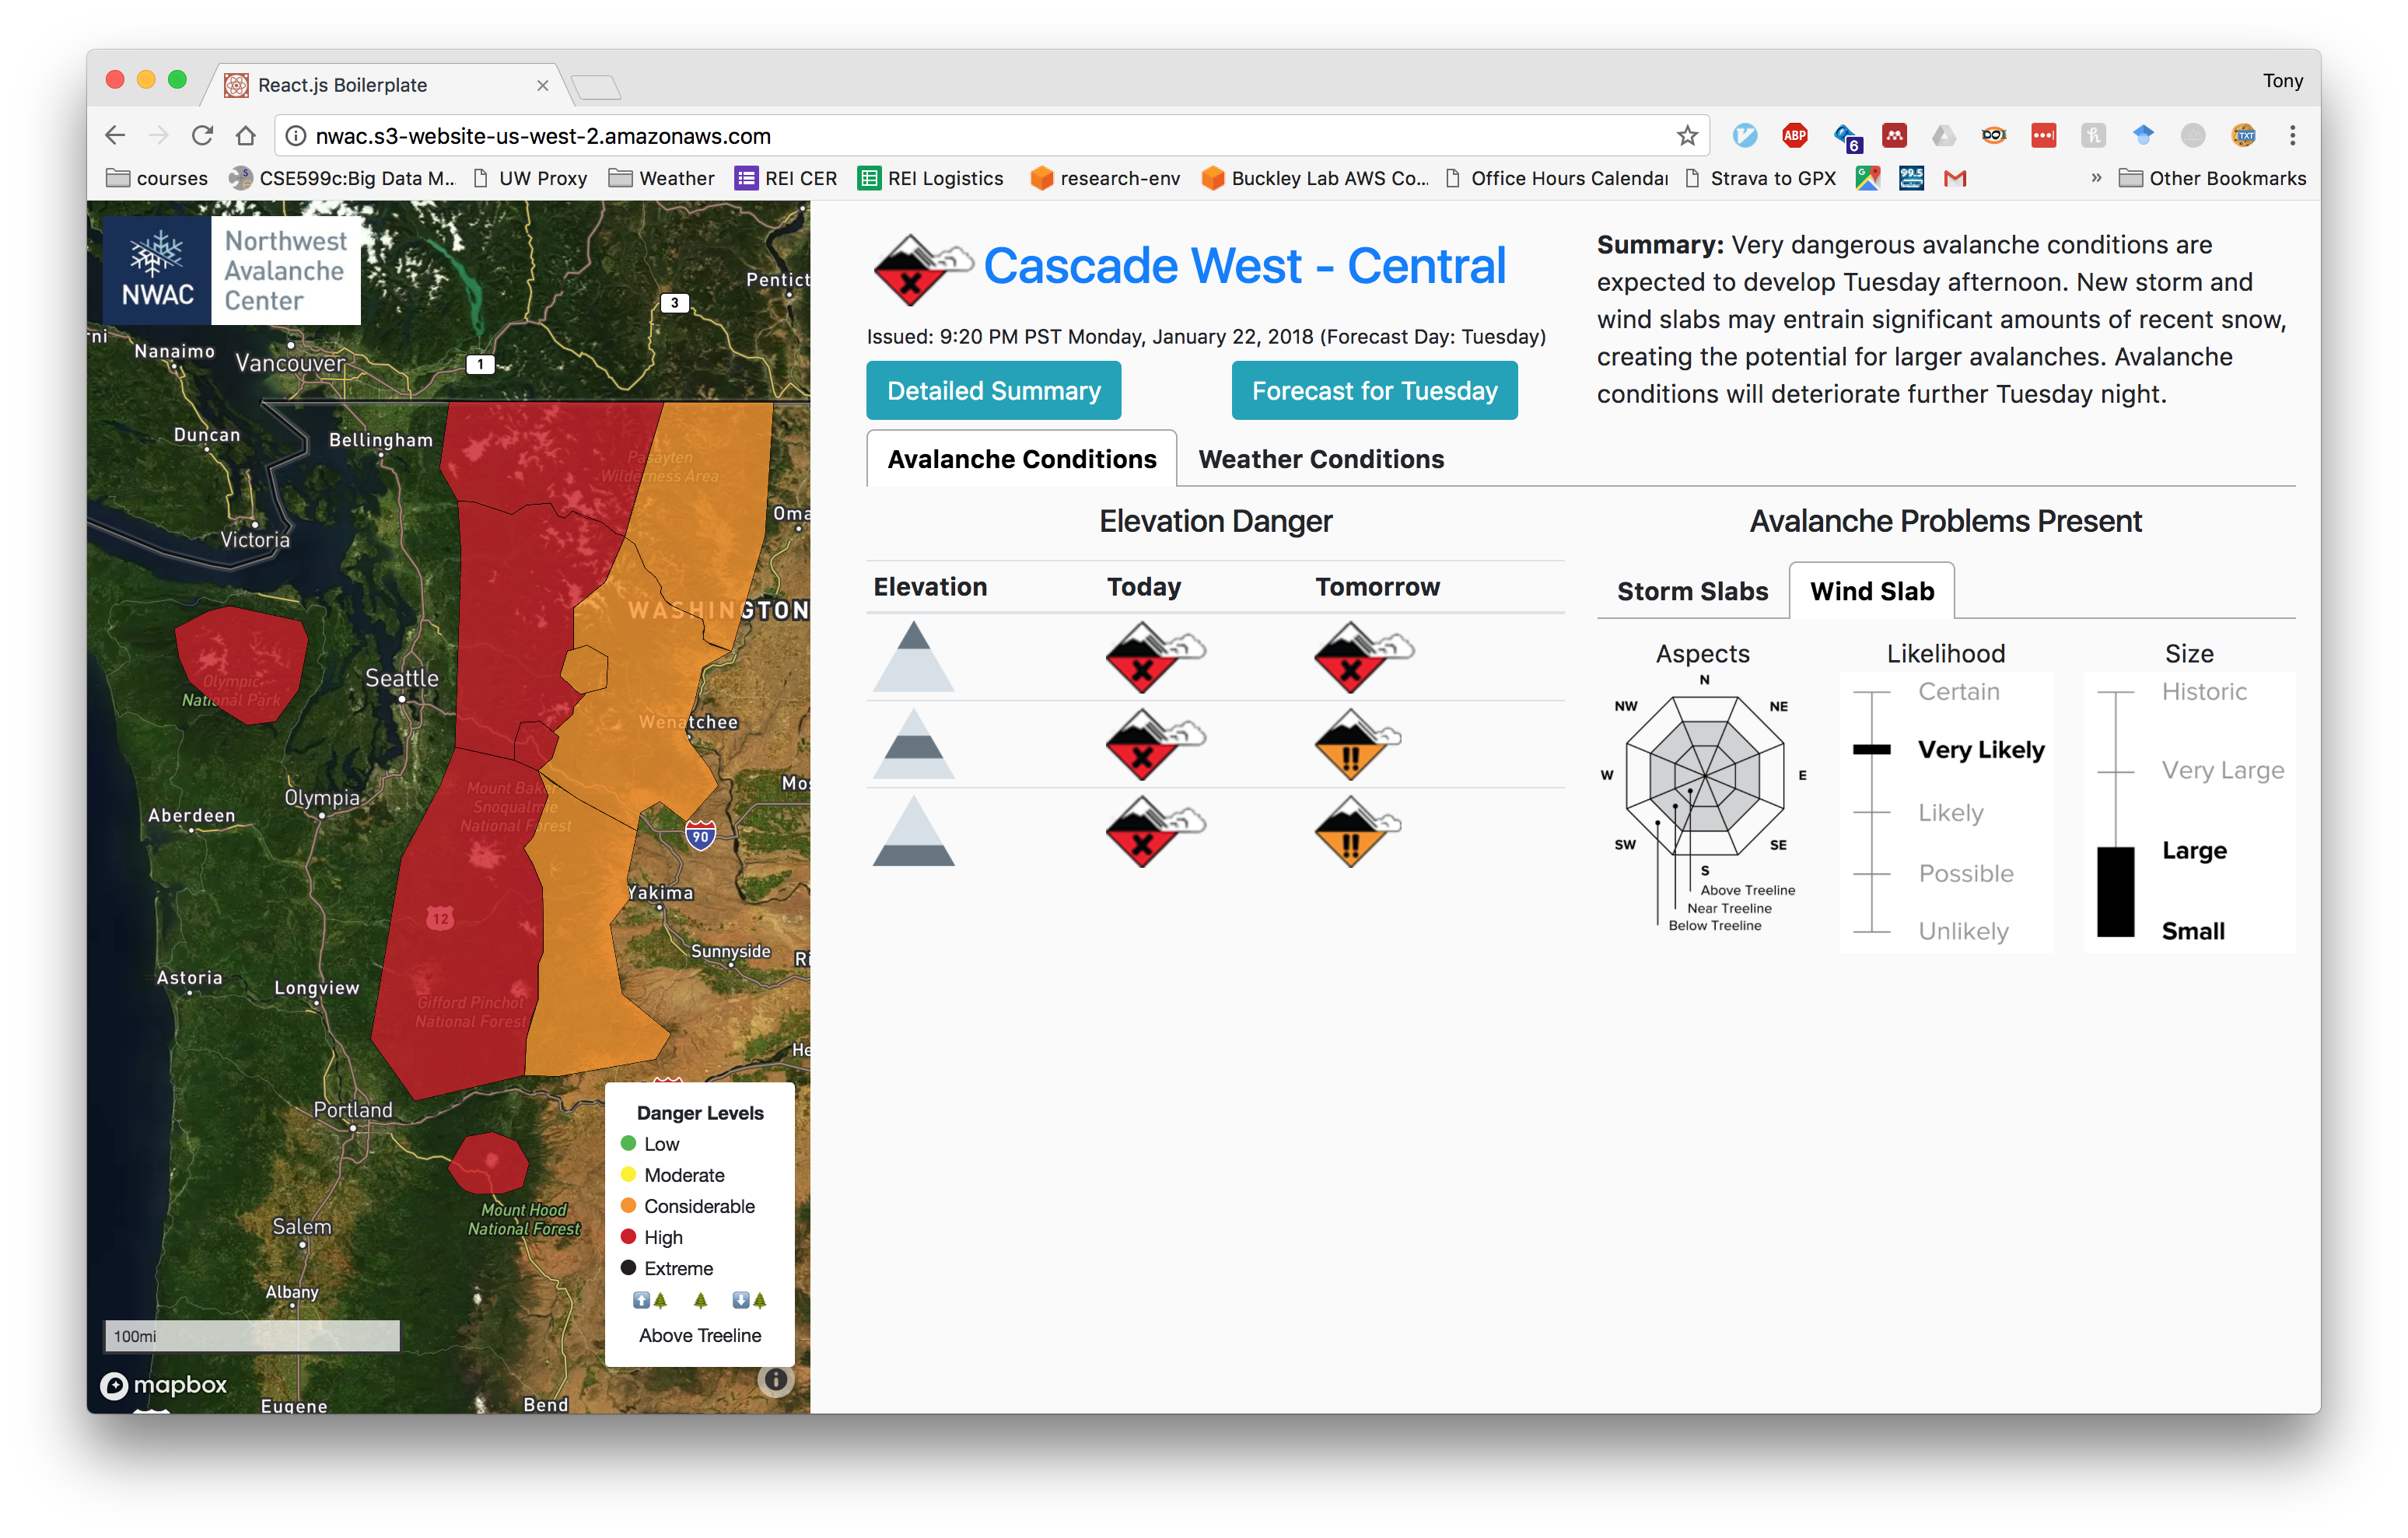 React.js Boilerplate
Tony
nwac.s3-website-us-west-2.amazonaws.com
ABP
6
TXT
courses
CSE599c:Big Data M...
UW Proxy
Weather
REI CER
REI Logistics
research-env
Buckley Lab AWS Co...
Office Hours Calendar
Strava to GPX
99.5
»
Other Bookmarks
NWAC
Northwest
Avalanche
Center
Pentict
3
Nanaimo
Vancouver
1
Duncan
Bellingham
Pasayten
Wilderness Area
Oma
Victoria
WASHINGTON
Seattle
Olympic
National Park
Wenatchee
Mos
Mount Baker
Snoqualmie
National Forest
Olympia
Aberdeen
90
Yakima
12
Sunnyside
Ri
Astoria
Longview
Gifford Pinchot
National Forest
He
Portland
Mount Hood
National Forest
Salem
Albany
Eugene
Bend
100mi
mapbox
Danger Levels
Low
Moderate
Considerable
High
Extreme
Above Treeline
Cascade West - Central
Issued: 9:20 PM PST Monday, January 22, 2018 (Forecast Day: Tuesday)
Detailed Summary
Forecast for Tuesday
Summary: Very dangerous avalanche conditions are
expected to develop Tuesday afternoon. New storm and
wind slabs may entrain significant amounts of recent snow,
creating the potential for larger avalanches. Avalanche
conditions will deteriorate further Tuesday night.
Avalanche Conditions
Weather Conditions
Elevation Danger
Elevation Today Tomorrow
Avalanche Problems Present
Storm Slabs
Wind Slab
Aspects
N
NW
NE
W
E
SW
SE
S
Above Treeline
Near Treeline
Below Treeline
Likelihood
Certain
Very Likely
Likely
Possible
Unlikely
Size
Historic
Very Large
Large
Small